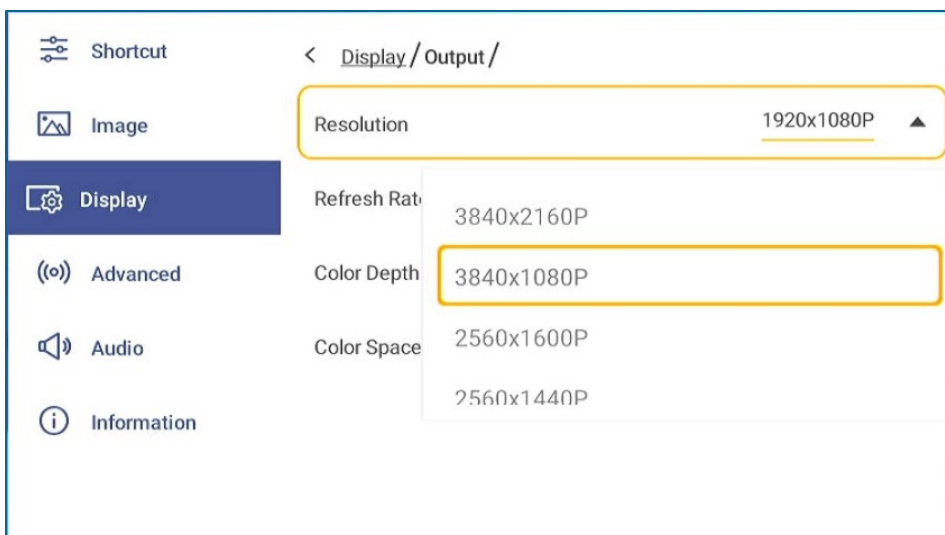 Shortcut
Image
Display
Advanced
Audio
Information
< Display / Output /
Resolution 1920x1080P
Refresh
Color Depth
Color Space
3840x2160P
3840x1080P
2560x1600P
2560x1440P